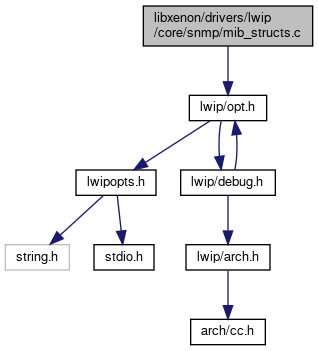 libxenon/drivers/lwip
/core/snmp/mib_structs.c
lwip/opt.h
lwipopts.h
lwip/debug.h
string.h
stdio.h
lwip/arch.h
arch/cc.h